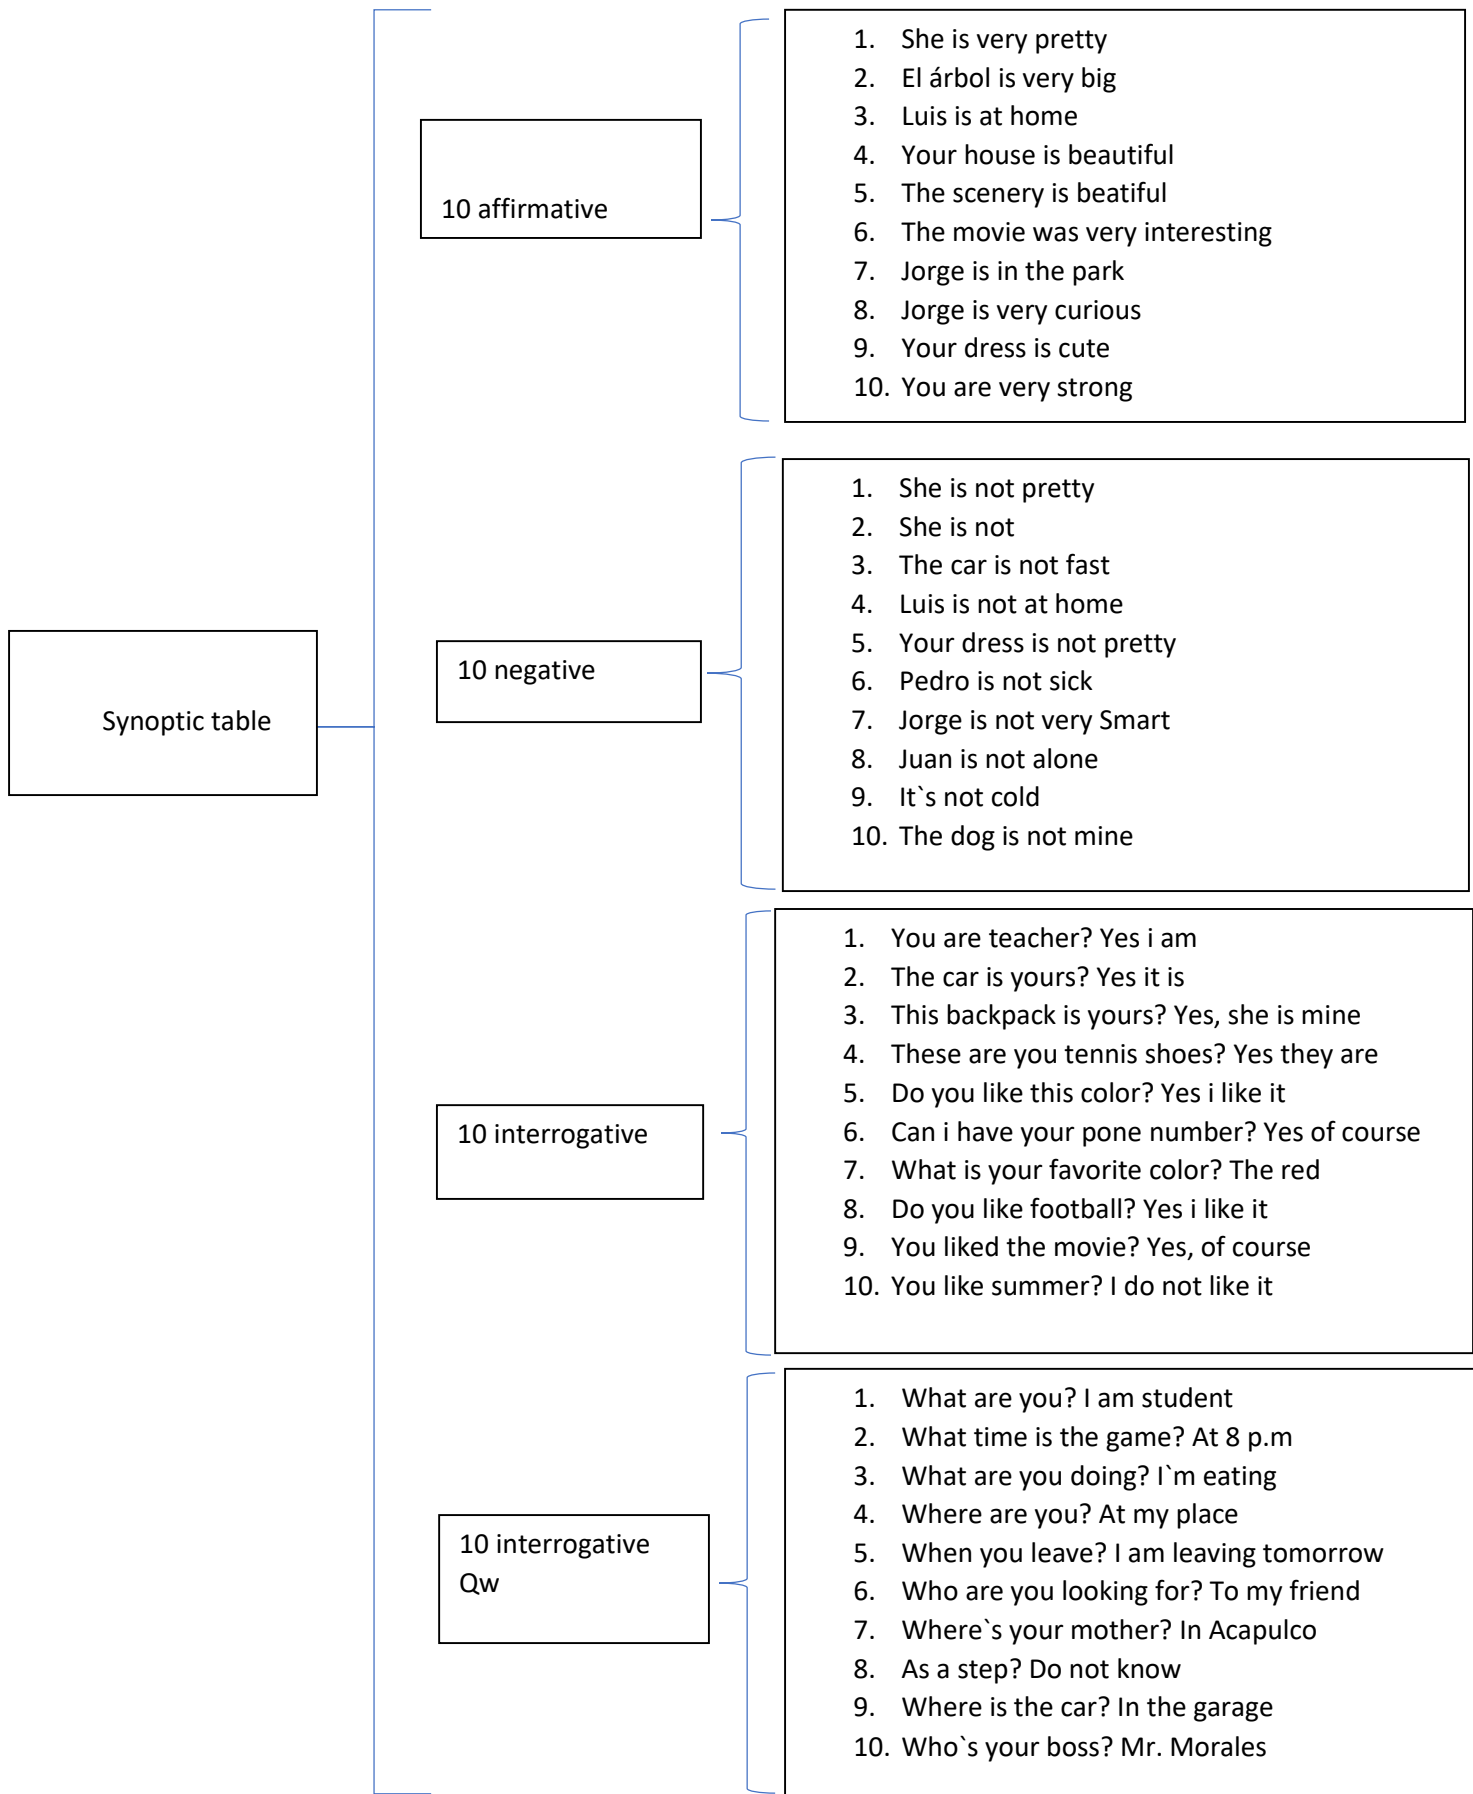 Synoptic table
10 affirmative
1. She is very pretty
2. El árbol is very big
3. Luis is at home
4. Your house is beautiful
5. The scenery is beatiful
6. The movie was very interesting
7. Jorge is in the park
8. Jorge is very curious
9. Your dress is cute
10. You are very strong
10 negative
1. She is not pretty
2. She is not
3. The car is not fast
4. Luis is not at home
5. Your dress is not pretty
6. Pedro is not sick
7. Jorge is not very Smart
8. Juan is not alone
9. It`s not cold
10. The dog is not mine
10 interrogative
1. You are teacher? Yes i am
2. The car is yours? Yes it is
3. This backpack is yours? Yes, she is mine
4. These are you tennis shoes? Yes they are
5. Do you like this color? Yes i like it
6. Can i have your pone number? Yes of course
7. What is your favorite color? The red
8. Do you like football? Yes i like it
9. You liked the movie? Yes, of course
10. You like summer? I do not like it
10 interrogative
Qw
1. What are you? I am student
2. What time is the game? At 8 p.m
3. What are you doing? I`m eating
4. Where are you? At my place
5. When you leave? I am leaving tomorrow
6. Who are you looking for? To my friend
7. Where`s your mother? In Acapulco
8. As a step? Do not know
9. Where is the car? In the garage
10. Who`s your boss? Mr. Morales